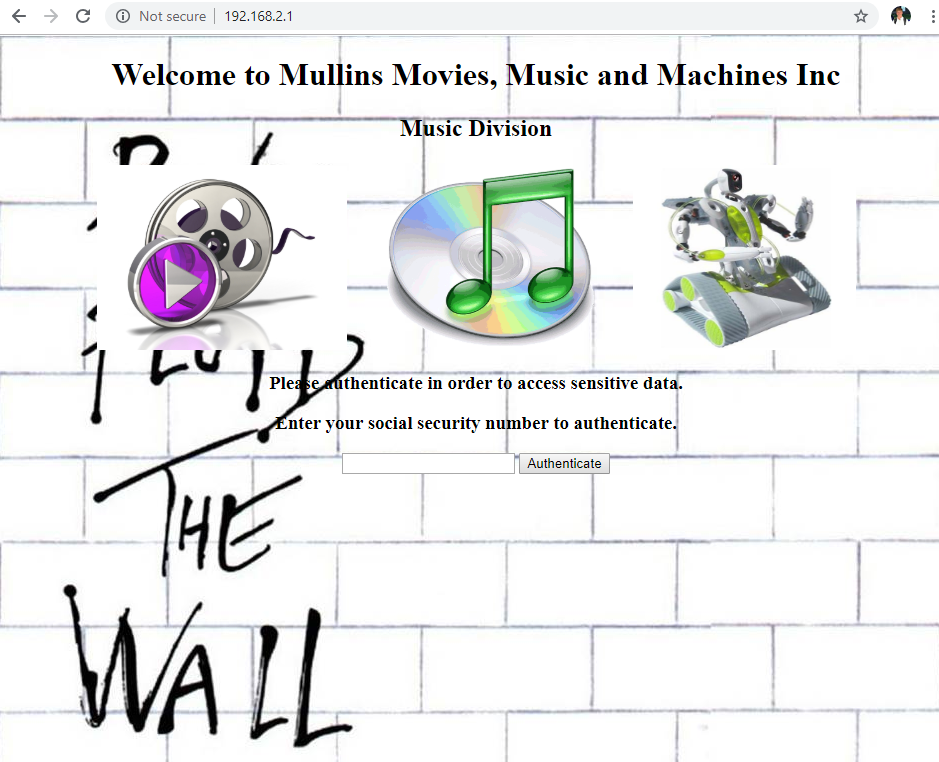 Not secure | 192.168.2.1
Welcome to Mullins Movies, Music and Machines Inc
Music Division
Please authenticate in order to access sensitive data.
Enter your social security number to authenticate.
Authenticate
THE
WALL